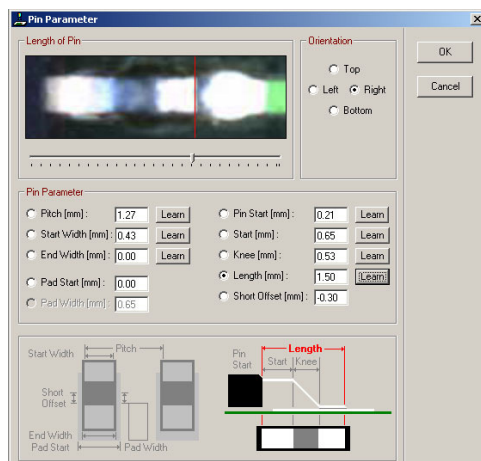 Pin Parameter
Length of Pin
Orientation
Top
Left Right
Bottom
OK
Cancel
Pin Parameter
Pitch [mm] : 1.27 Learn
Start Width [mm] : 0.43 Learn
End Width [mm] : 0.00 Learn
Pad Start [mm] : 0.00
Pad Width [mm] : 0.65
Pin Start [mm] : 0.21 Learn
Start [mm] : 0.65 Learn
Knee [mm] : 0.53 Learn
Length [mm] : 1.50 Learn
Short Offset [mm] : -0.30
Start Width
Pitch
Short
Offset
End Width
Pad Start
Pad Width
Pin
Start
Length
Start Knee